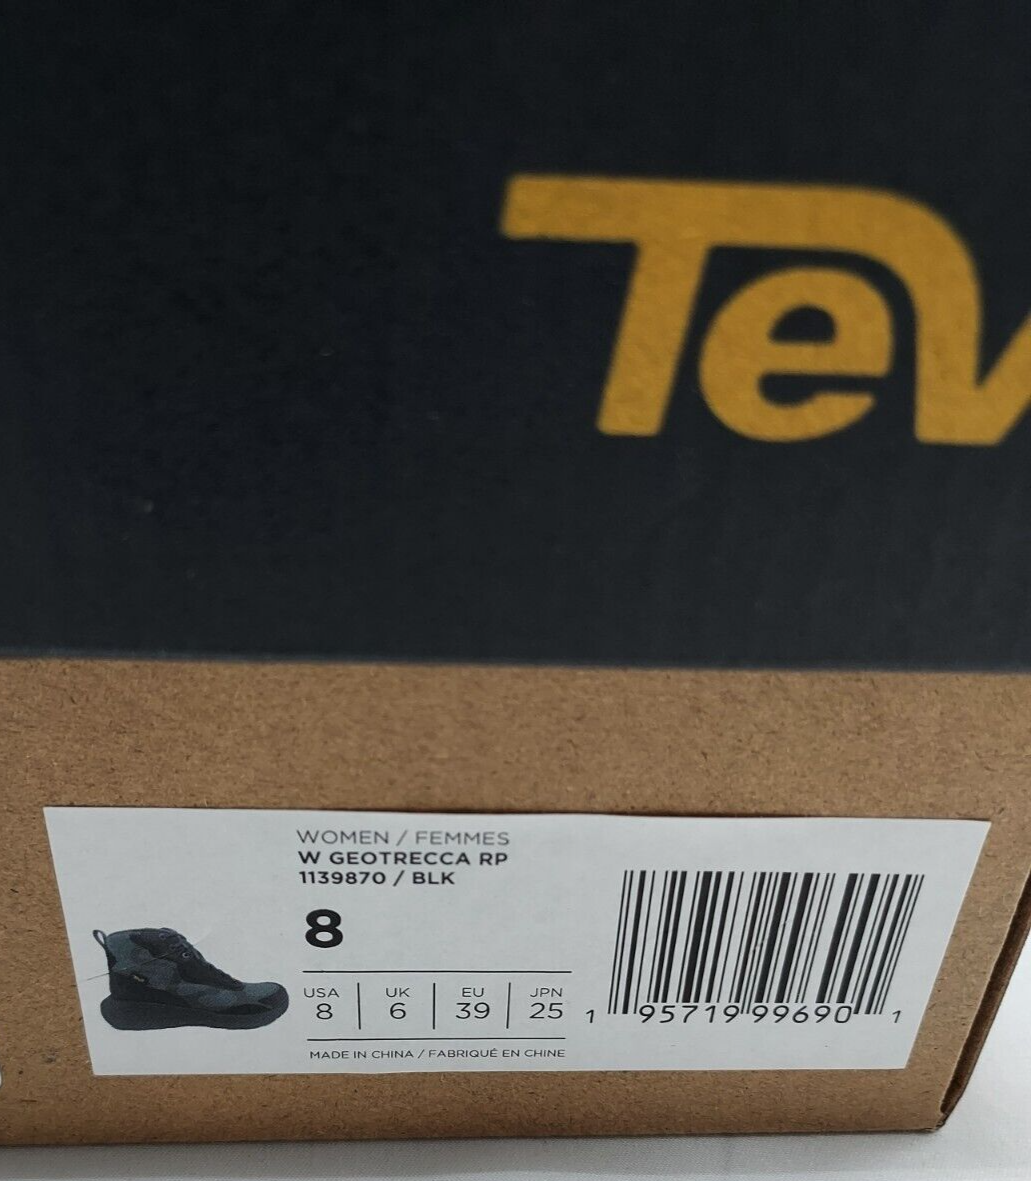 Tev
WOMEN / FEMMES
W GEOTRECCA RP
1139870 / BLK
8
USA UK EU JPN
8 6 39 25
MADE IN CHINA / FABRIQUÉ EN CHINE
1 95719 99690 1